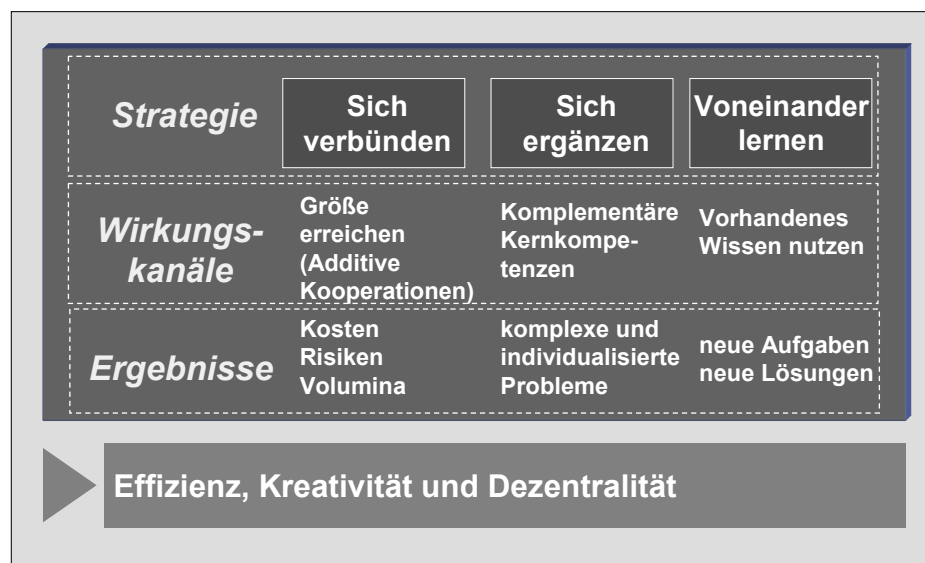 Strategie
Sich
verbünden
Sich
ergänzen
Voneinander
lernen
Wirkungs-
kanäle
Größe
erreichen
(Additive
Kooperationen)
Komplementäre
Kernkompe-
tenzen
Vorhandenes
Wissen nutzen
Ergebnisse
Kosten
Risiken
Volumina
komplexe und
individualisierte
Probleme
neue Aufgaben
neue Lösungen
Effizienz, Kreativität und Dezentralität